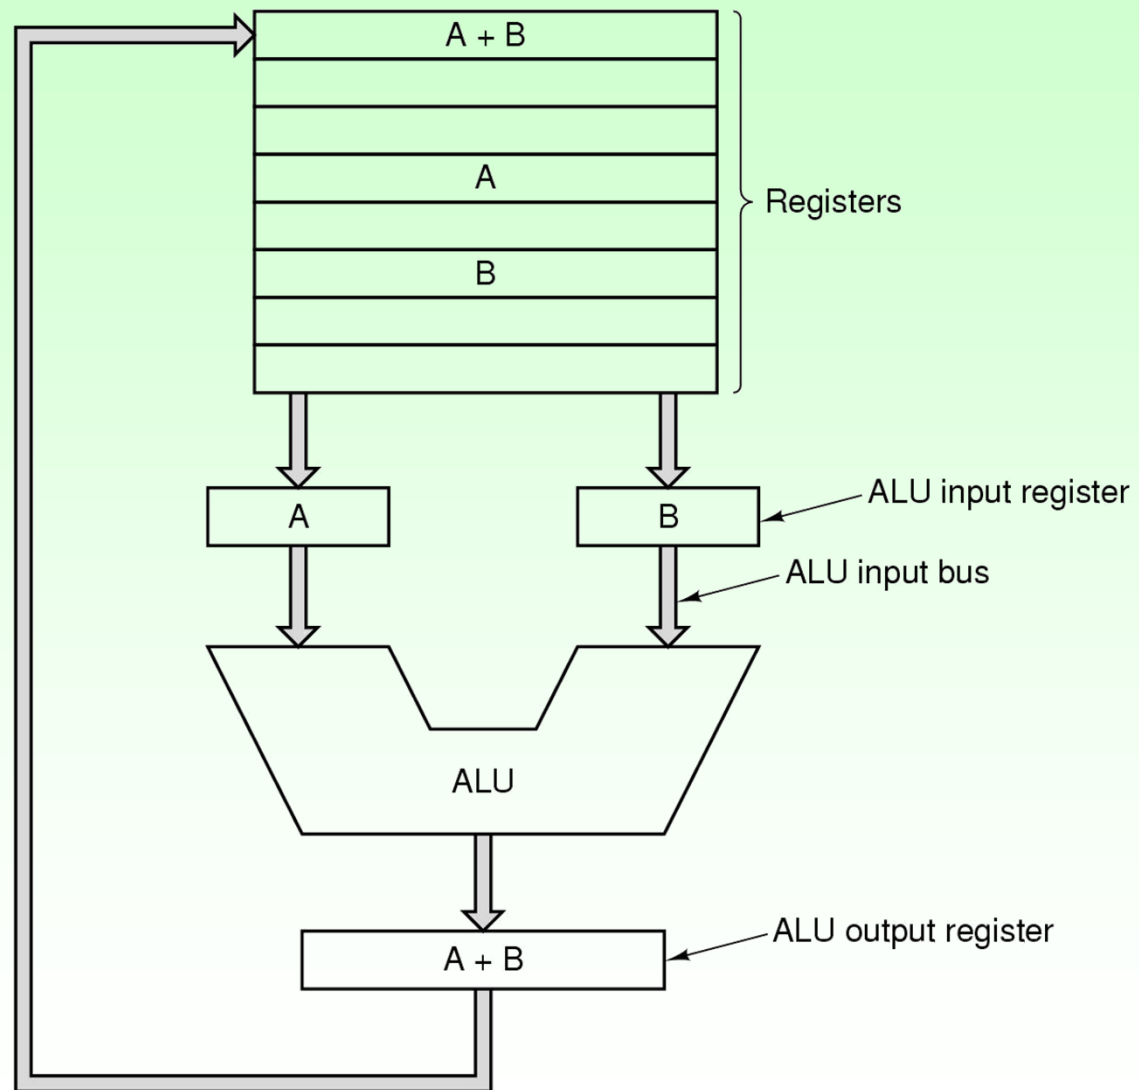 A + B
A
Registers
B
A
B
ALU input register
ALU input bus
ALU
ALU output register
A + B